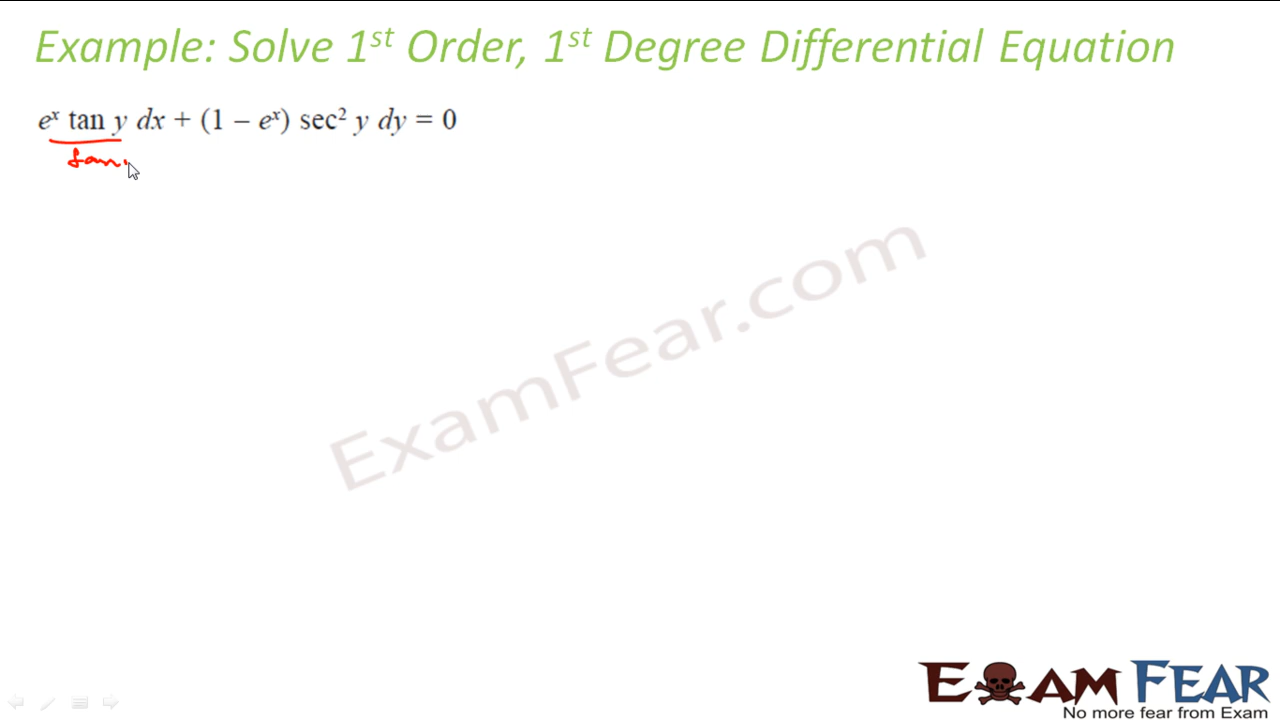 Example: Solve 1st Order, 1st Degree Differential Equation
eˣ tan y dx + (1 – eˣ) sec² y dy = 0
tan
ExamFear.com
EXAM FEAR
No more fear from Exam